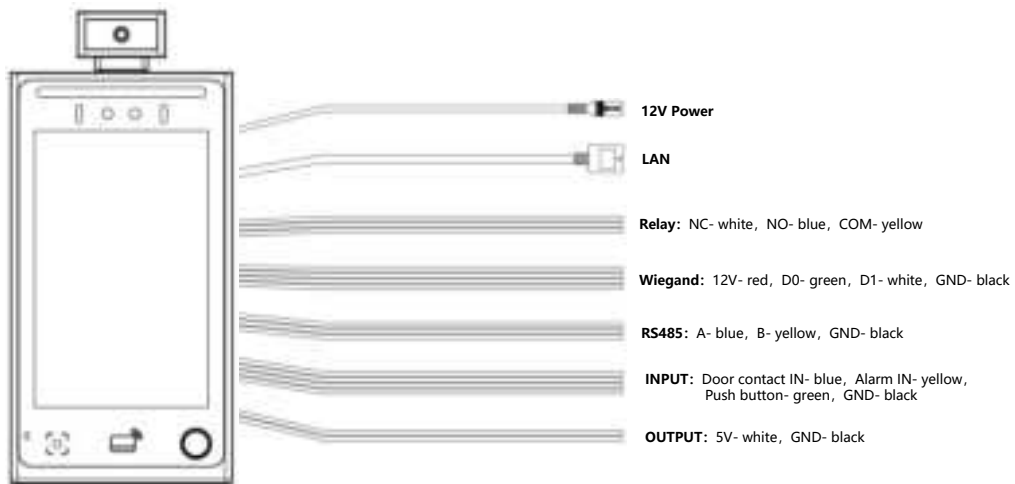 12V Power
LAN
Relay：NC- white，NO- blue，COM- yellow
Wiegand：12V- red，D0- green，D1- white，GND- black
RS485：A- blue，B- yellow，GND- black
INPUT：Door contact IN- blue，Alarm IN- yellow，
Push button- green，GND- black
OUTPUT：5V- white，GND- black